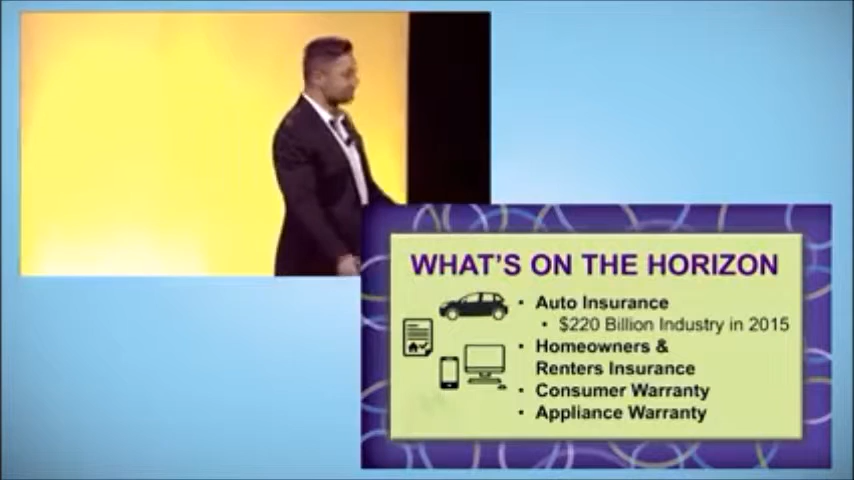 WHAT'S ON THE HORIZON
• Auto Insurance
• $220 Billion Industry in 2015
• Homeowners &
Renters Insurance
• Consumer Warranty
• Appliance Warranty